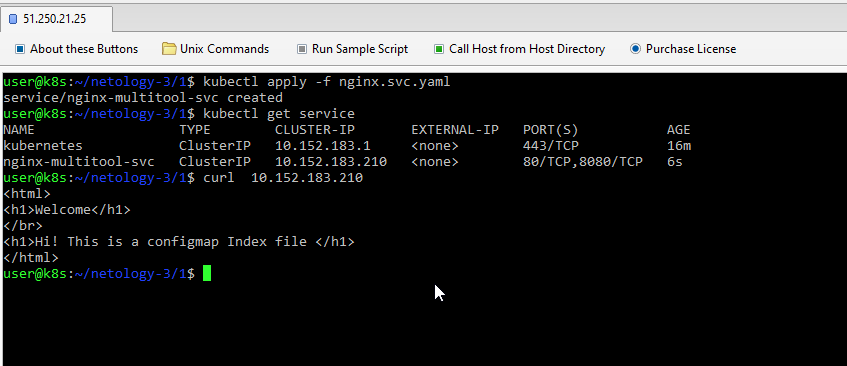 51.250.21.25
About these Buttons Unix Commands Run Sample Script Call Host from Host Directory Purchase License
user@k8s:~/netology-3/1$ kubectl apply -f nginx.svc.yaml
service/nginx-multitool-svc created
user@k8s:~/netology-3/1$ kubectl get service
NAME TYPE CLUSTER-IP EXTERNAL-IP PORT(S) AGE
kubernetes ClusterIP 10.152.183.1 <none> 443/TCP 16m
nginx-multitool-svc ClusterIP 10.152.183.210 <none> 80/TCP,8080/TCP 6s
user@k8s:~/netology-3/1$ curl  10.152.183.210
<html>
<h1>Welcome</h1>
</br>
<h1>Hi! This is a configmap Index file </h1>
</html>
user@k8s:~/netology-3/1$